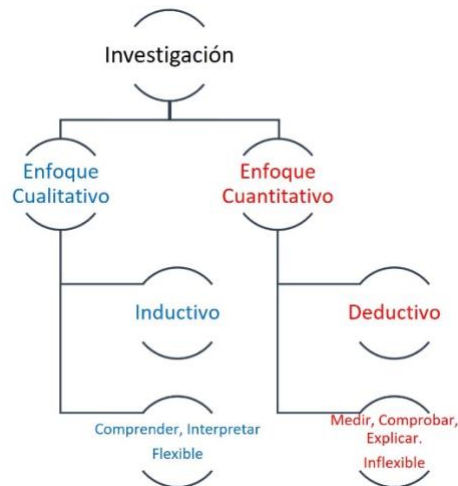 Investigación
Enfoque
Cualitativo
Enfoque
Cuantitativo
Inductivo
Deductivo
Comprender, Interpretar
Flexible
Medir, Comprobar,
Explicar.
Inflexible